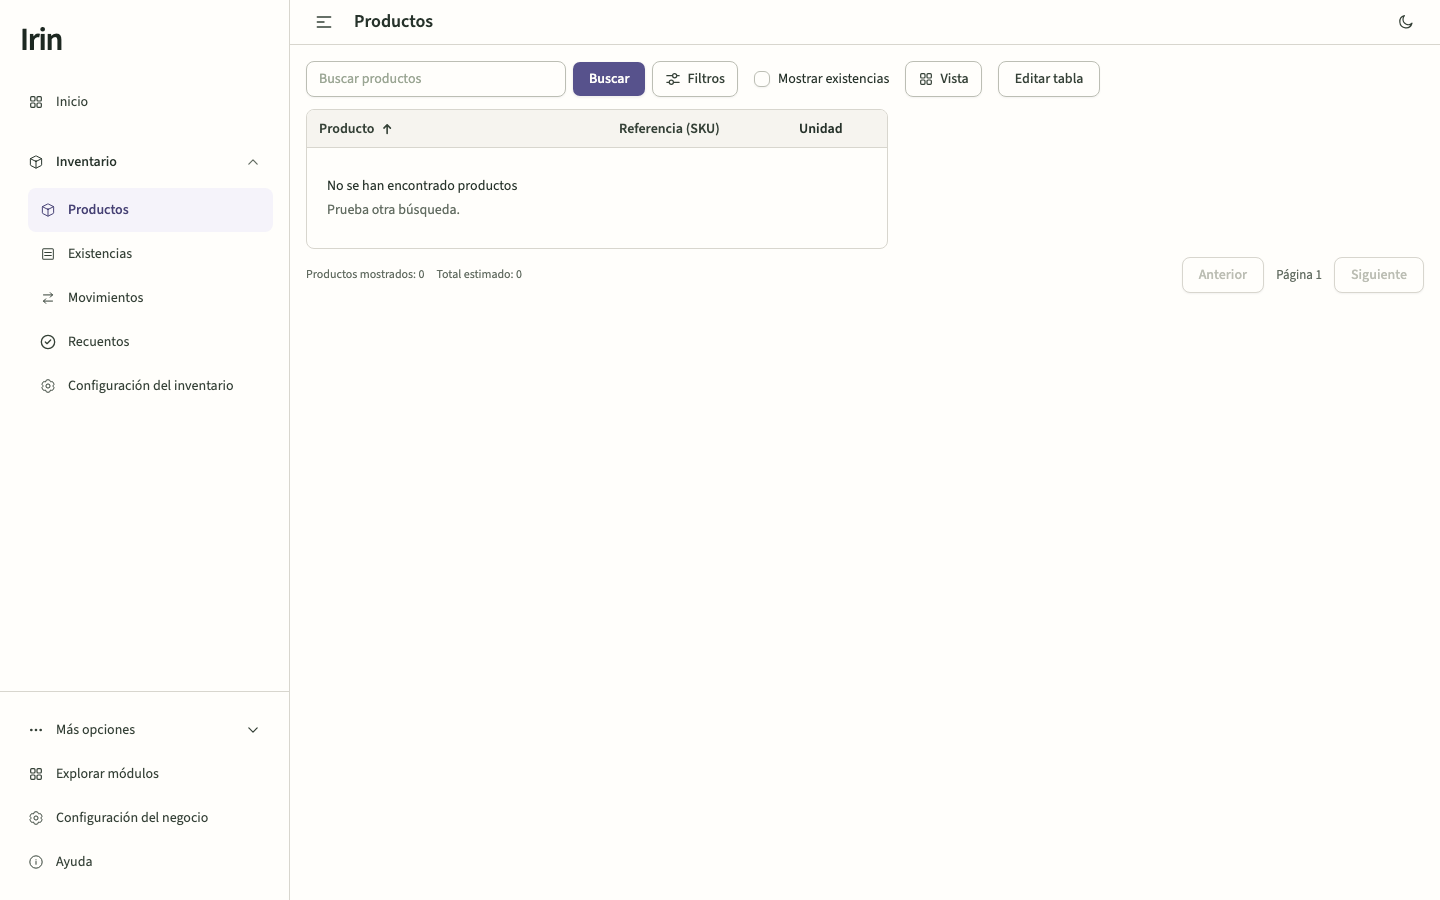 Irin
Inicio
Inventario
Productos
Existencias
Movimientos
Recuentos
Configuración del inventario
Más opciones
Explorar módulos
Configuración del negocio
Ayuda
Productos
Buscar productos
Buscar
Filtros
Mostrar existencias
Vista
Editar tabla
Producto
Referencia (SKU)
Unidad
No se han encontrado productos
Prueba otra búsqueda.
Productos mostrados: 0
Total estimado: 0
Anterior
Página 1
Siguiente